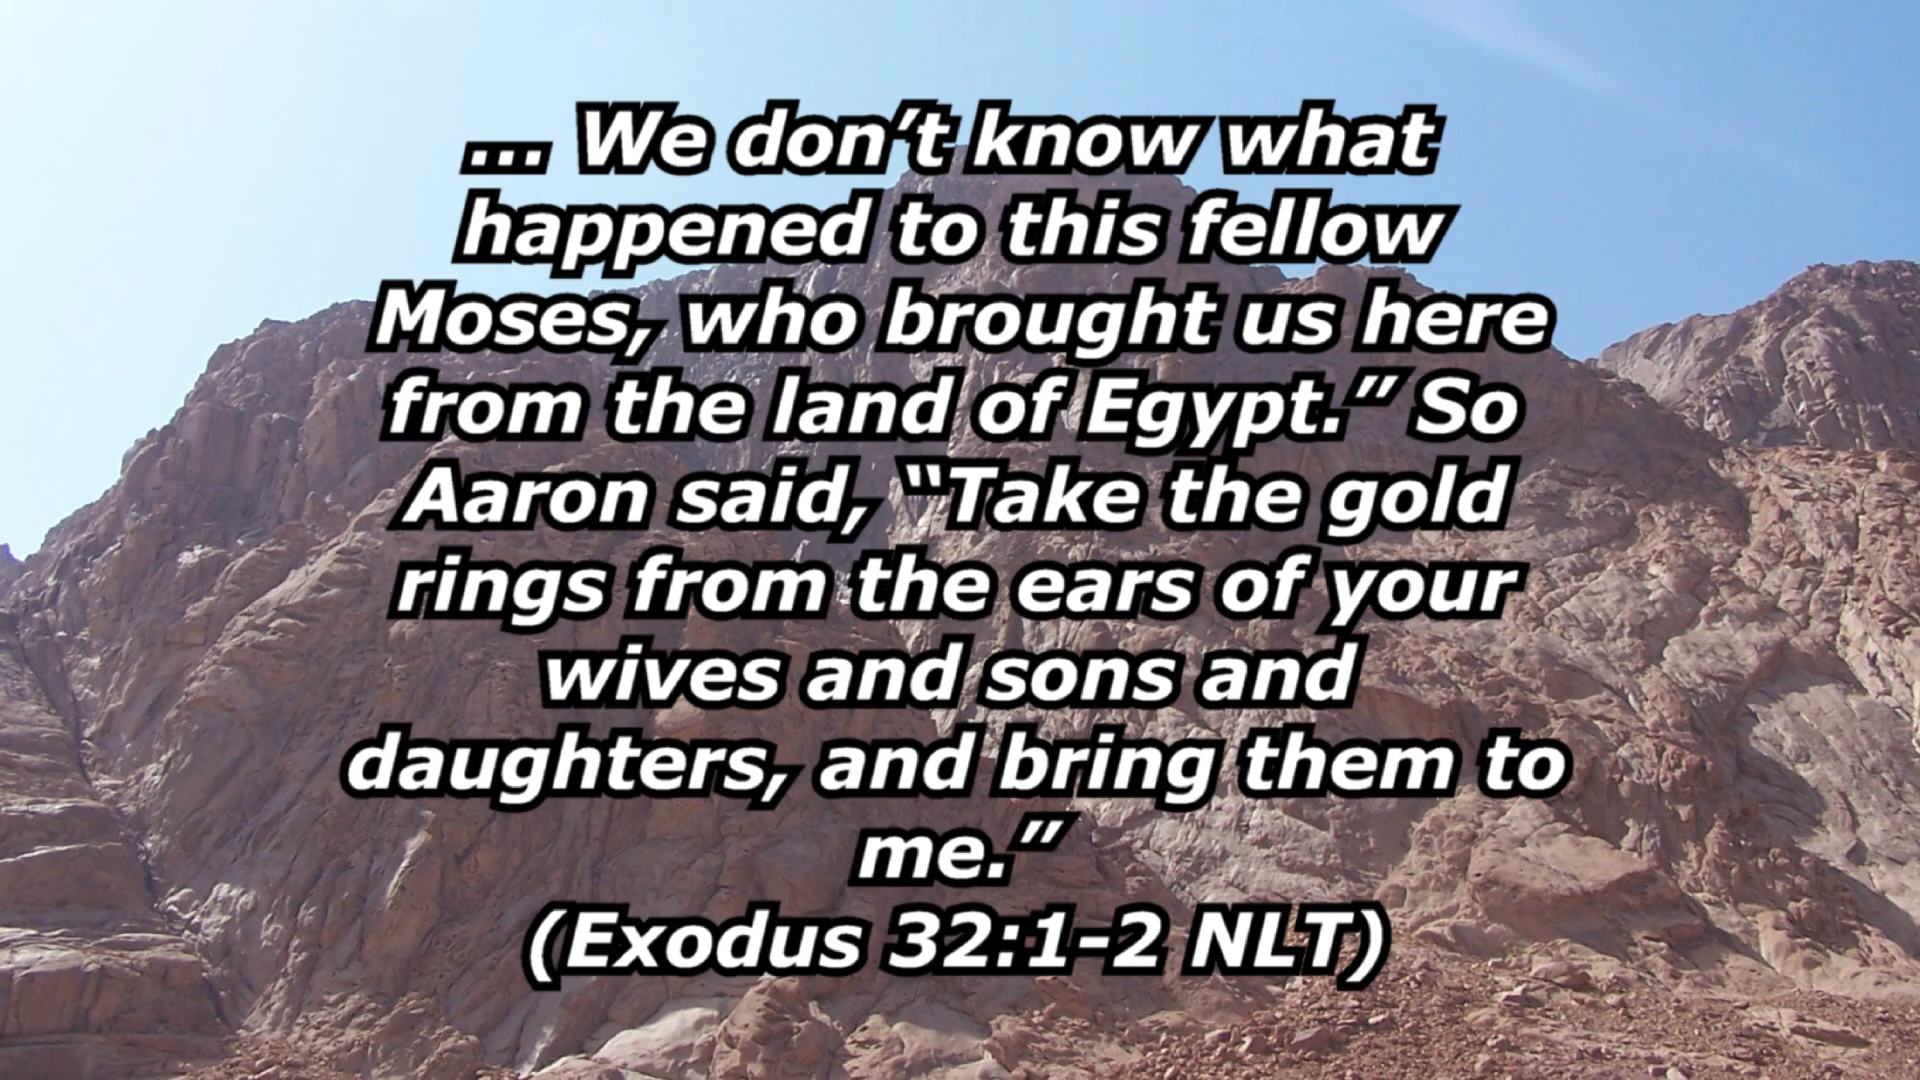 ... We don’t know what
happened to this fellow
Moses, who brought us here
from the land of Egypt.” So
Aaron said, “Take the gold
rings from the ears of your
wives and sons and
daughters, and bring them to
me.”
(Exodus 32:1-2 NLT)